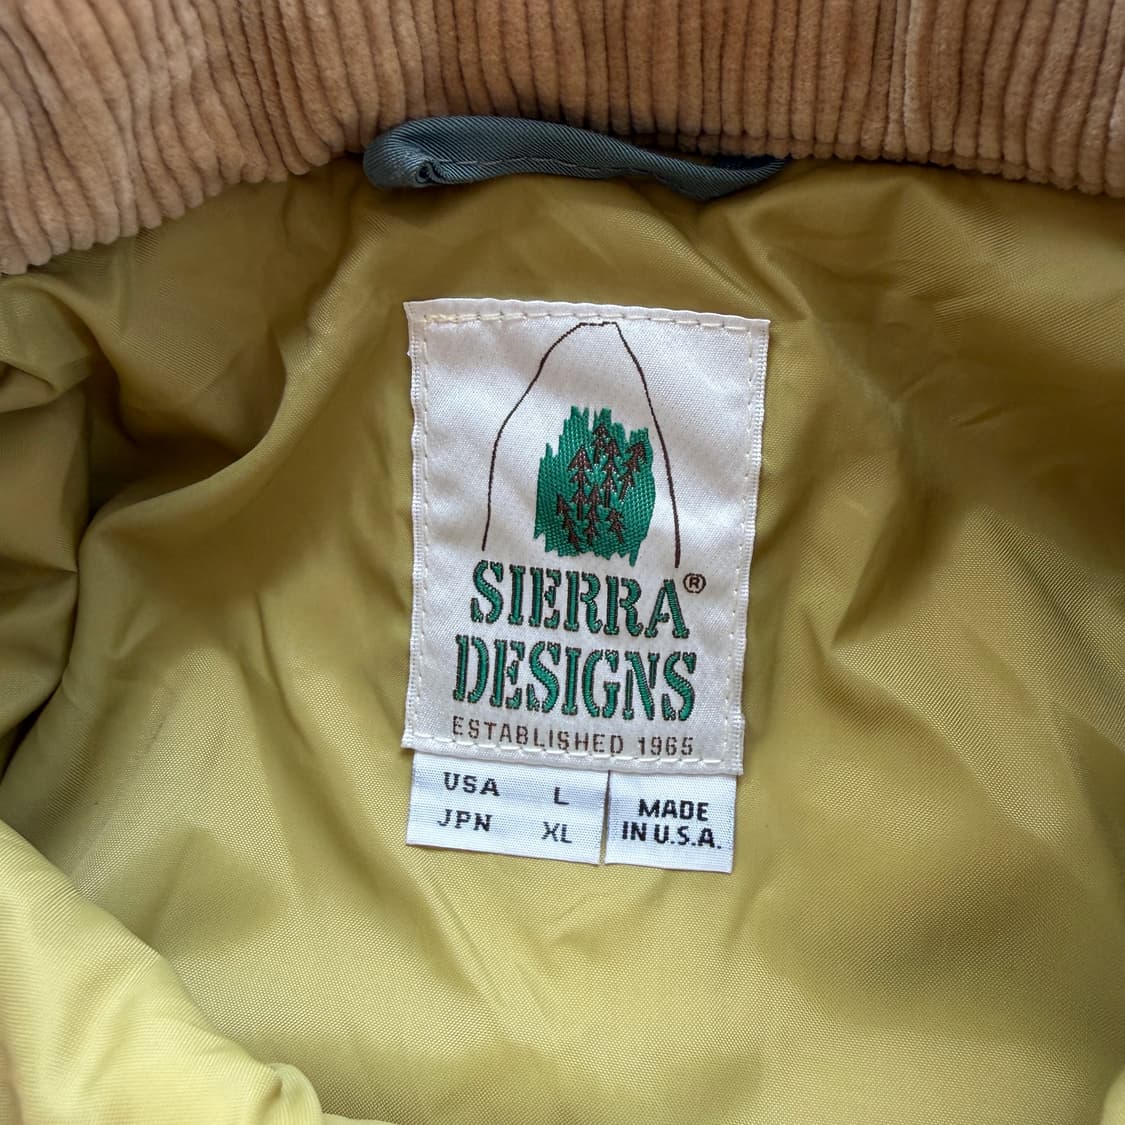 SIERRA®
DESIGNS
ESTABLISHED 1965
USA L
JPN XL
MADE
IN U.S.A.